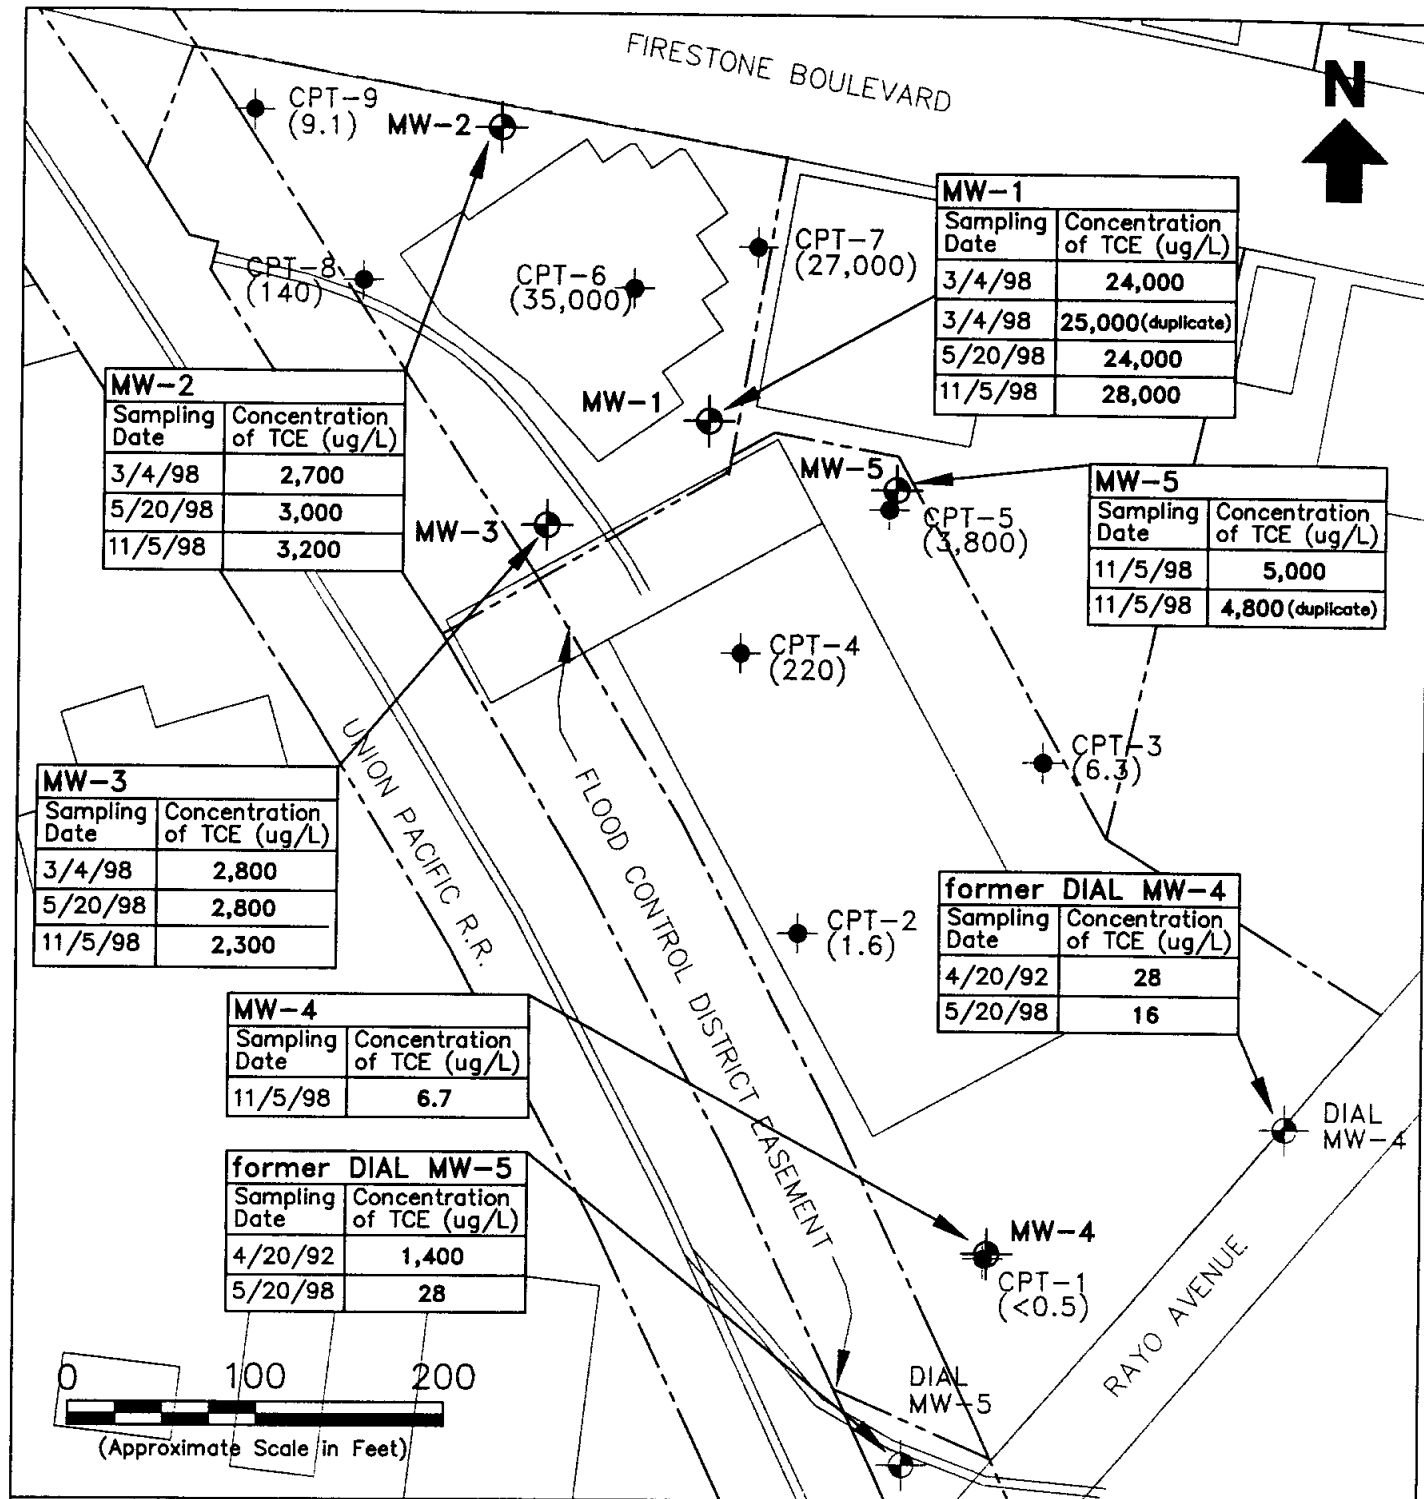 FIRESTONE BOULEVARD
N
CPT-9
(9.1)
MW-2
CPT-8
(140)
CPT-6
(35,000)
CPT-7
(27,000)
MW-1
Sampling Date Concentration of TCE (ug/L)
3/4/98 24,000
3/4/98 25,000(duplicate)
5/20/98 24,000
11/5/98 28,000
MW-2
Sampling Date Concentration of TCE (ug/L)
3/4/98 2,700
5/20/98 3,000
11/5/98 3,200
MW-1
MW-3
MW-5
CPT-5
(3,800)
MW-5
Sampling Date Concentration of TCE (ug/L)
11/5/98 5,000
11/5/98 4,800(duplicate)
CPT-4
(220)
CPT-3
(6.3)
UNION PACIFIC R.R.
FLOOD CONTROL DISTRICT EASEMENT
MW-3
Sampling Date Concentration of TCE (ug/L)
3/4/98 2,800
5/20/98 2,800
11/5/98 2,300
CPT-2
(1.6)
former DIAL MW-4
Sampling Date Concentration of TCE (ug/L)
4/20/92 28
5/20/98 16
MW-4
Sampling Date Concentration of TCE (ug/L)
11/5/98 6.7
DIAL
MW-4
former DIAL MW-5
Sampling Date Concentration of TCE (ug/L)
4/20/92 1,400
5/20/98 28
MW-4
CPT-1
(<0.5)
RAYO AVENUE.
DIAL
MW-5
0 100 200
(Approximate Scale in Feet)